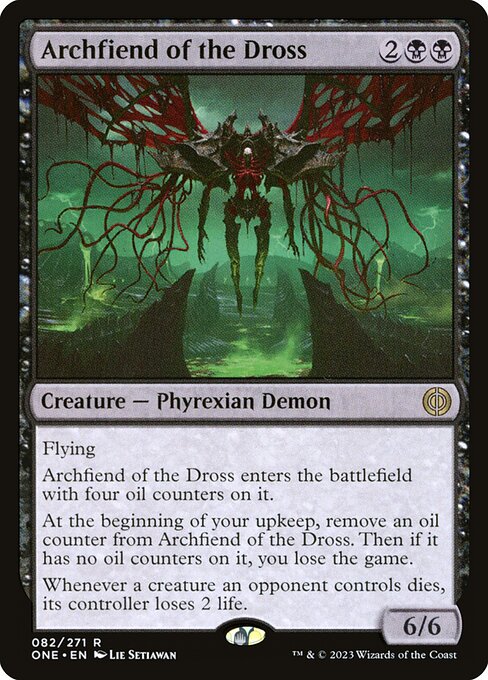 Archfiend of the Dross 2
Creature — Phyrexian Demon
Flying
Archfiend of the Dross enters the battlefield
with four oil counters on it.
At the beginning of your upkeep, remove an oil
counter from Archfiend of the Dross. Then if it
has no oil counters on it, you lose the game.
Whenever a creature an opponent controls dies,
its controller loses 2 life.
6/6
082/271 R
ONE • EN Lie Setiawan
™ & © 2023 Wizards of the Coast